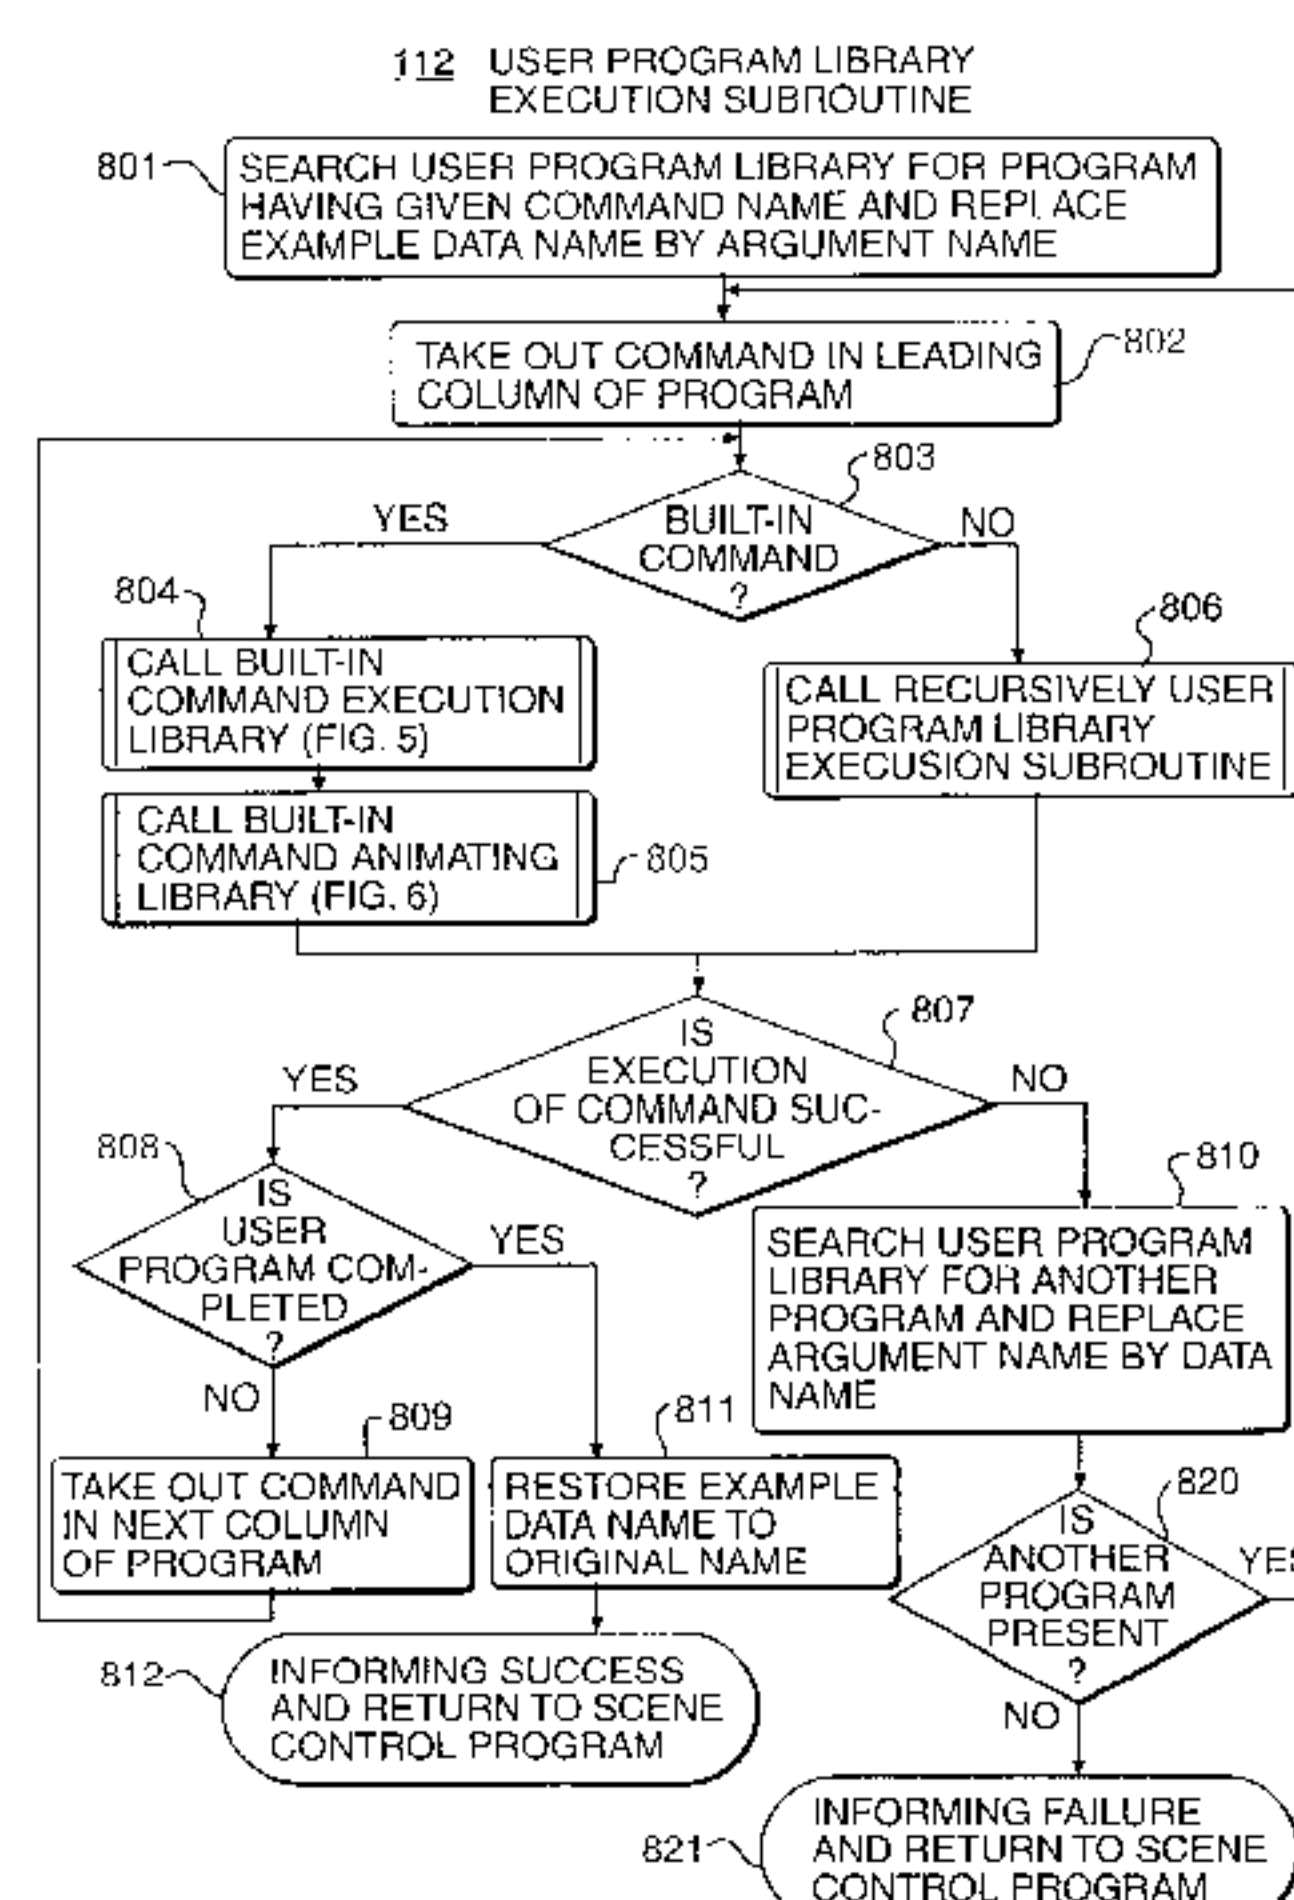 112 USER PROGRAM LIBRARY
EXECUTION SUBROUTINE
801
SEARCH USER PROGRAM LIBRARY FOR PROGRAM
HAVING GIVEN COMMAND NAME AND REPLACE
EXAMPLE DATA NAME BY ARGUMENT NAME
802
TAKE OUT COMMAND IN LEADING
COLUMN OF PROGRAM
803
YES
BUILT-IN
COMMAND
?
NO
804
CALL BUILT-IN
COMMAND EXECUTION
LIBRARY (FIG. 5)
806
CALL RECURSIVELY USER
PROGRAM LIBRARY
EXECUSION SUBROUTINE
CALL BUILT-IN
COMMAND ANIMATING
LIBRARY (FIG. 6)
805
807
YES
IS
EXECUTION
OF COMMAND SUC-
CESSFUL
?
NO
808
IS
USER
PROGRAM COM-
PLETED
?
YES
NO
810
SEARCH USER PROGRAM
LIBRARY FOR ANOTHER
PROGRAM AND REPLACE
ARGUMENT NAME BY DATA
NAME
809
TAKE OUT COMMAND
IN NEXT COLUMN
OF PROGRAM
811
RESTORE EXAMPLE
DATA NAME TO
ORIGINAL NAME
820
IS
ANOTHER
PROGRAM
PRESENT
?
YES
NO
812
INFORMING SUCCESS
AND RETURN TO SCENE
CONTROL PROGRAM
821
INFORMING FAILURE
AND RETURN TO SCENE
CONTROL PROGRAM